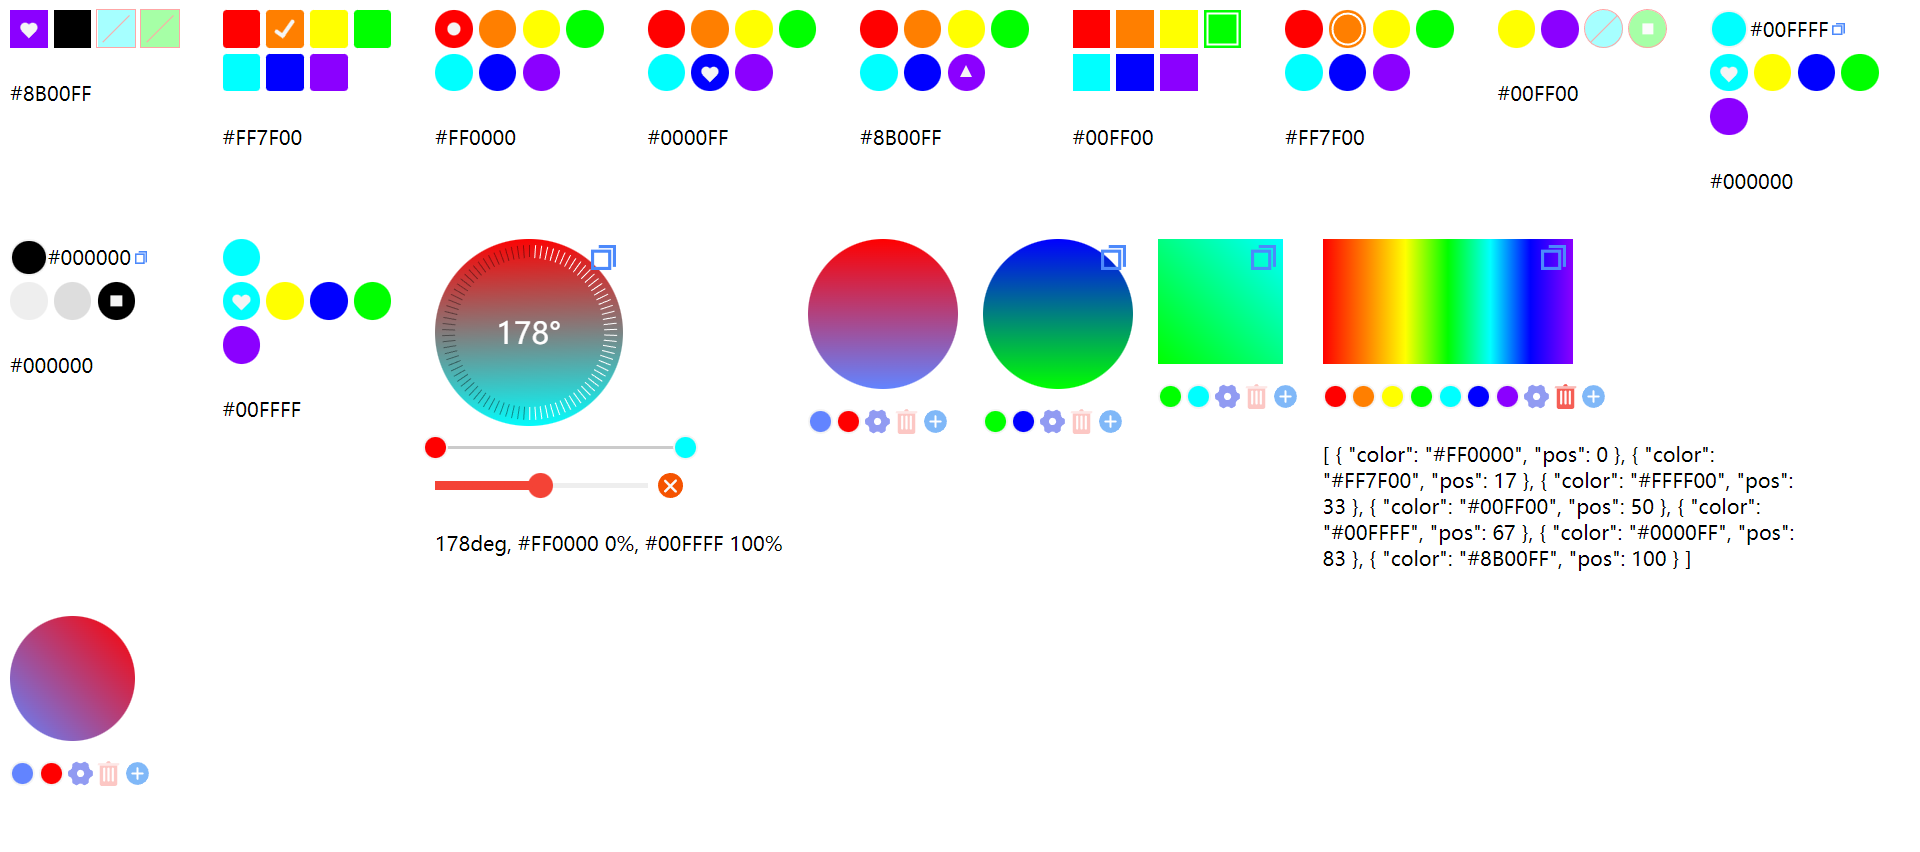 #8B00FF
#FF7F00
#FF0000
#0000FF
#8B00FF
#00FF00
#FF7F00
#00FF00
#00FFFF
#000000
#000000
#000000
#00FFFF
178°
178deg, #FF0000 0%, #00FFFF 100%
[ { "color": "#FF0000", "pos": 0 }, { "color":
"#FF7F00", "pos": 17 }, { "color": "#FFFF00", "pos":
33 }, { "color": "#00FF00", "pos": 50 }, { "color":
"#00FFFF", "pos": 67 }, { "color": "#0000FF", "pos":
83 }, { "color": "#8B00FF", "pos": 100 } ]